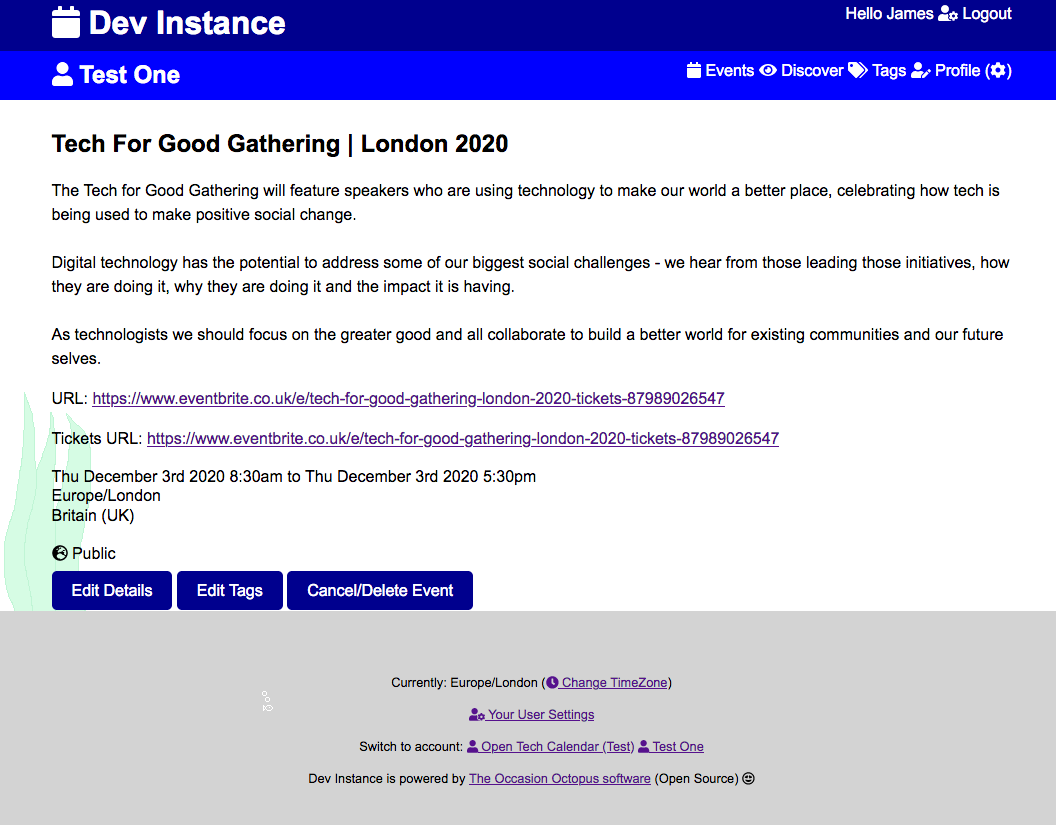 Dev Instance
Hello James Logout
Test One
Events Discover Tags Profile ()
Tech For Good Gathering | London 2020
The Tech for Good Gathering will feature speakers who are using technology to make our world a better place, celebrating how tech is
being used to make positive social change.
Digital technology has the potential to address some of our biggest social challenges - we hear from those leading those initiatives, how
they are doing it, why they are doing it and the impact it is having.
As technologists we should focus on the greater good and all collaborate to build a better world for existing communities and our future
selves.
URL: https://www.eventbrite.co.uk/e/tech-for-good-gathering-london-2020-tickets-87989026547
Tickets URL: https://www.eventbrite.co.uk/e/tech-for-good-gathering-london-2020-tickets-87989026547
Thu December 3rd 2020 8:30am to Thu December 3rd 2020 5:30pm
Europe/London
Britain (UK)
Public
Edit Details Edit Tags Cancel/Delete Event
Currently: Europe/London ( Change TimeZone)
Your User Settings
Switch to account: Open Tech Calendar (Test) Test One
Dev Instance is powered by The Occasion Octopus software (Open Source)